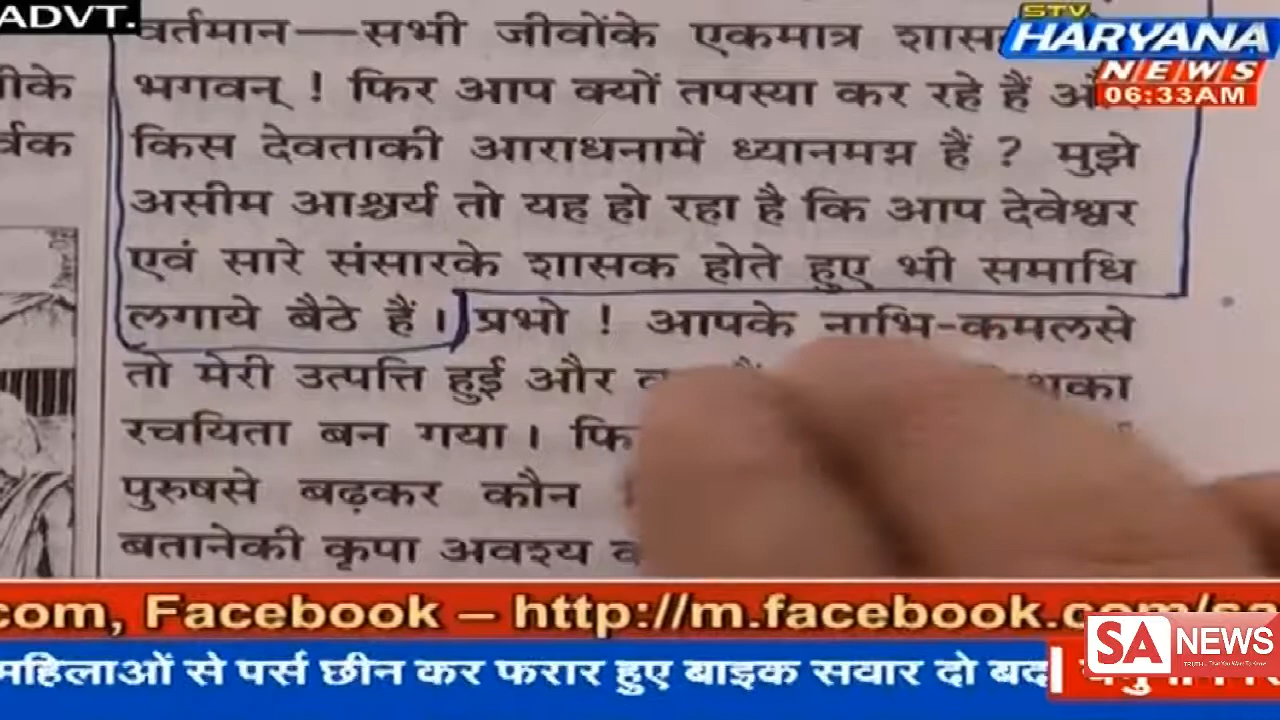 ADVT.
STV
HARYANA
NEWS
06:33AM
वर्तमान—सभी जीवोंके एकमात्र
भगवन् ! फिर आप क्यों तपस्या कर रहे हैं
किस देवताकी आराधनामें ध्यानमग्न हैं ? मुझे
असीम आश्चर्य तो यह हो रहा है कि आप देवेश्वर
एवं सारे संसारके शासक होते हुए भी समाधि
लगाये बैठे हैं । प्रभो ! आपके नाभि-कमलसे
तो मेरी उत्पत्ति हुई और
रचयिता बन गया ।
पुरुषसे बढ़कर कौन
बतानेकी कृपा अवश्य
com, Facebook – http://m.facebook.com/sa
SA NEWS
महिलाओं से पर्स छीन कर फरार हुए बाइक सवार दो बद